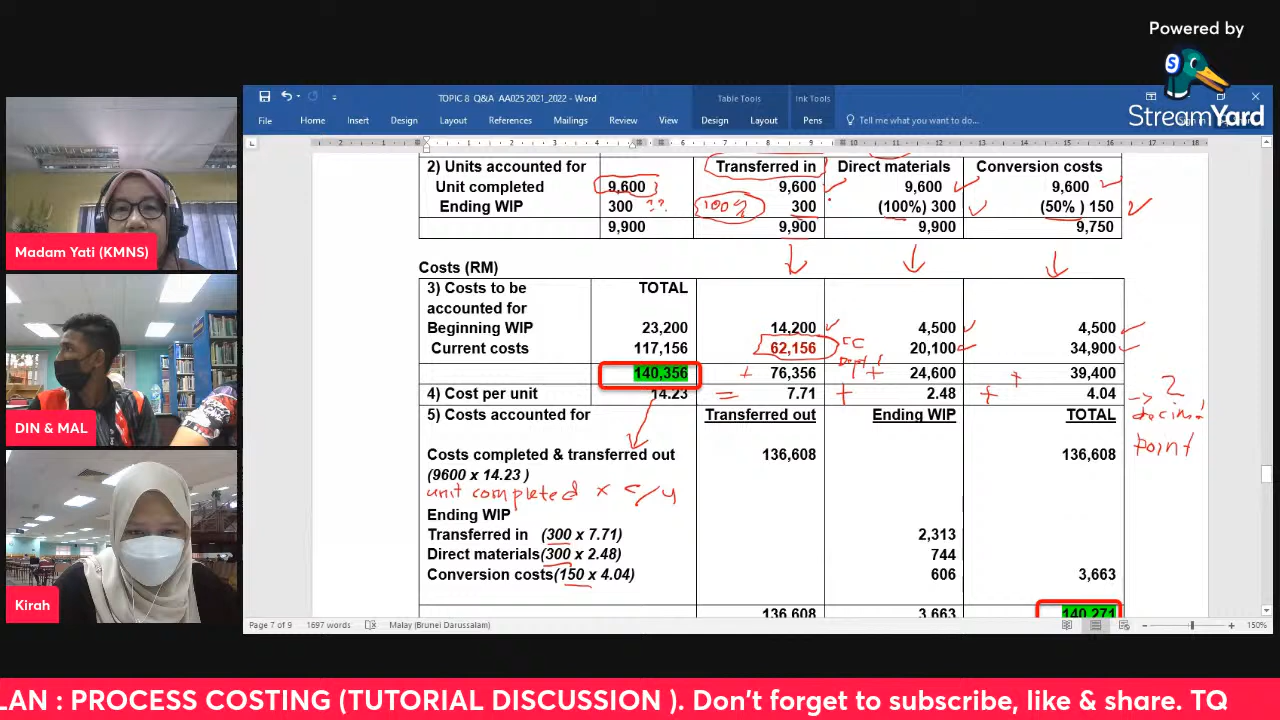 Powered by
S
StreamYard
TOPIC 8 Q&A AA025 2021_2022 - Word
Table Tools
Ink Tools
File Home Insert Design Layout References Mailings Review View Design Layout Pens Tell me what you want to do...
2) Units accounted for Transferred in Direct materials Conversion costs
Unit completed 9,600 9,600 9,600 9,600
Ending WIP 300 ?? 100% 300 (100%) 300 (50% ) 150
9,900 9,900 9,900 9,750
Costs (RM)
3) Costs to be TOTAL
accounted for
Beginning WIP 23,200 14,200 4,500 4,500
Current costs 117,156 62,156 20,100 34,900
140,356 + 76,356 + 24,600 + 39,400
4) Cost per unit 14.23 = 7.71 + 2.48 + 4.04
→ 2
decimal
point
5) Costs accounted for Transferred out Ending WIP TOTAL
Costs completed & transferred out 136,608 136,608
(9600 x 14.23 )
unit completed x c/u
Ending WIP
Transferred in (300 x 7.71) 2,313
Direct materials(300 x 2.48) 744
Conversion costs(150 x 4.04) 606 3,663
136,608 3,663 140,271
Page 7 of 9 1697 words Malay (Brunei Darussalam) 150%
Madam Yati (KMNS)
DIN & MAL
Kirah
LAN : PROCESS COSTING (TUTORIAL DISCUSSION ). Don't forget to subscribe, like & share. TQ